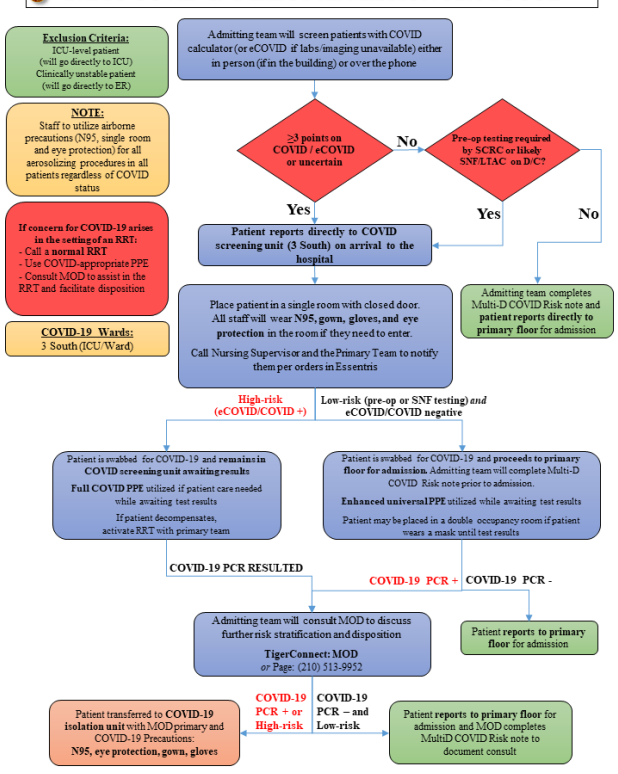 Exclusion Criteria:
ICU-level patient
(will go directly to ICU)
Clinically unstable patient
(will go directly to ER)
NOTE:
Staff to utilize airborne
precautions (N95, single room
and eye protection) for all
aerosolizing procedures in all
patients regardless of COVID
status
If concern for COVID-19 arises
in the setting of an RRT:
- Call a normal RRT
- Use COVID-appropriate PPE
- Consult MOD to assist in the
RRT and facilitate disposition
COVID-19 Wards:
3 South (ICU/Ward)
Admitting team will screen patients with COVID
calculator (or eCOVID if labs/imaging unavailable) either
in person (if in the building) or over the phone
≥3 points on
COVID / eCOVID
or uncertain
No
Pre-op testing required
by SCRC or likely
SNF/LTAC on D/C?
Yes
Yes
No
Patient reports directly to COVID
screening unit (3 South) on arrival to the
hospital
Admitting team completes
Multi-D COVID Risk note and
patient reports directly to
primary floor for admission
Place patient in a single room with closed door.
All staff will wear N95, gown, gloves, and eye
protection in the room if they need to enter.
Call Nursing Supervisor and the Primary Team to notify
them per orders in Essentris
High-risk
(eCOVID/COVID +)
Low-risk (pre-op or SNF testing) and
eCOVID/COVID negative
Patient is swabbed for COVID-19 and remains in
COVID screening unit awaiting results
Full COVID PPE utilized if patient care needed
while awaiting test results
If patient decompensates,
activate RRT with primary team
Patient is swabbed for COVID-19 and proceeds to primary
floor for admission. Admitting team will complete Multi-D
COVID Risk note prior to admission.
Enhanced universal PPE utilized while awaiting test results
Patient may be placed in a double occupancy room if patient
wears a mask until test results
COVID-19 PCR RESULTED
COVID-19 PCR +
COVID-19 PCR -
Admitting team will consult MOD to discuss
further risk stratification and disposition
TigerConnect: MOD
or Page: (210) 513-9952
Patient reports to primary
floor for admission
COVID-19
PCR + or
High-risk
COVID-19
PCR – and
Low-risk
Patient transferred to COVID-19
isolation unit with MOD primary and
COVID-19 Precautions:
N95, eye protection, gown, gloves
Patient reports to primary floor for
admission and MOD completes
MultiD COVID Risk note to
document consult